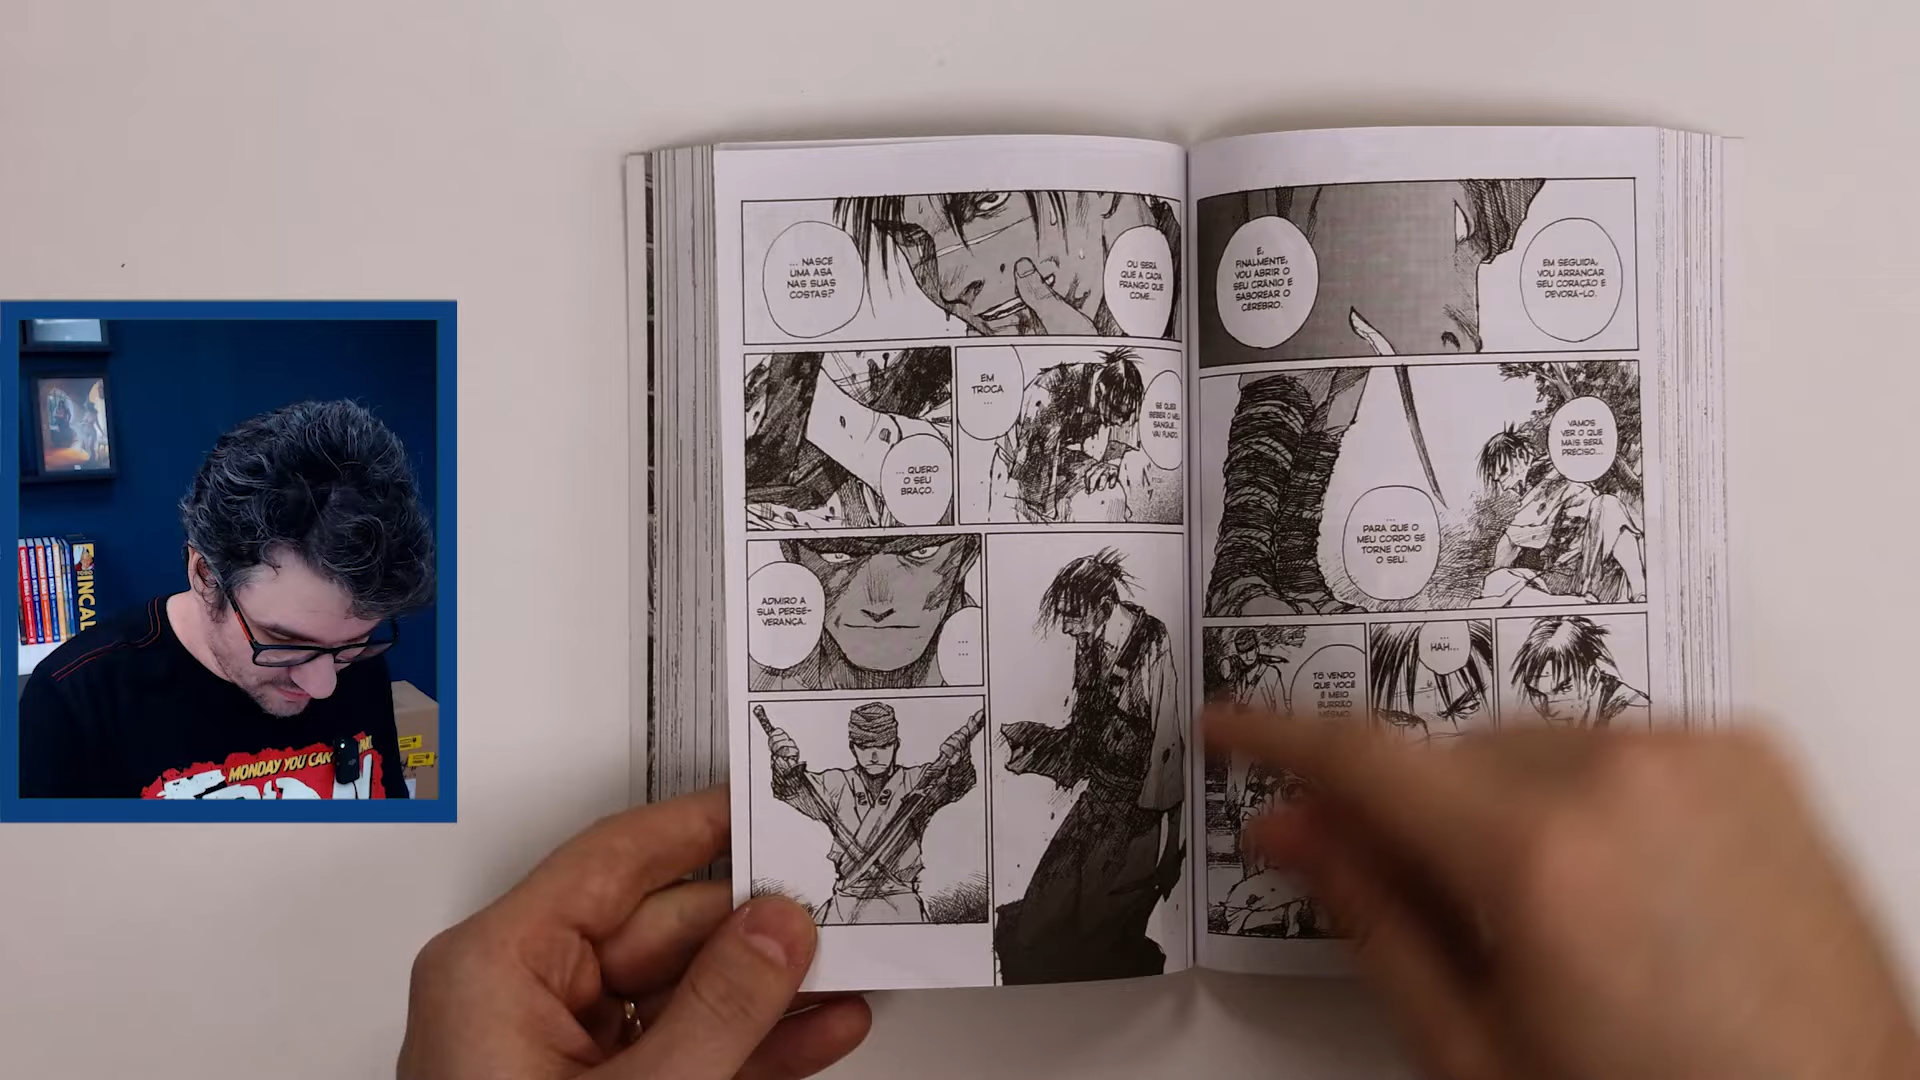 EM SEGUIDA,
VOU ARRANCAR
SEU CORAÇÃO E
DEVORÁ-LO.
E,
FINALMENTE,
VOU ABRIR O
SEU CRÂNIO E
SABOREAR O
CÉREBRO.
VAMOS
VER O QUE
MAIS SERÁ
PRECISO...
...
PARA QUE O
MEU CORPO SE
TORNE COMO
O SEU.
...
HAH...
TÔ VENDO
QUE VOCÊ
É MEIO
BURRÃO
MESMO.
OU SERÁ
QUE A CADA
FRANGO QUE
COME...
... NASCE
UMA ASA
NAS SUAS
COSTAS?
SE QUER
BEBER O MEU
SANGUE...
VAI FUNDO.
EM
TROCA
...
... QUERO
O SEU
BRAÇO.
...
...
ADMIRO A
SUA PERSE-
VERANÇA.
TODO
INCAL
MONDAY YOU CAN